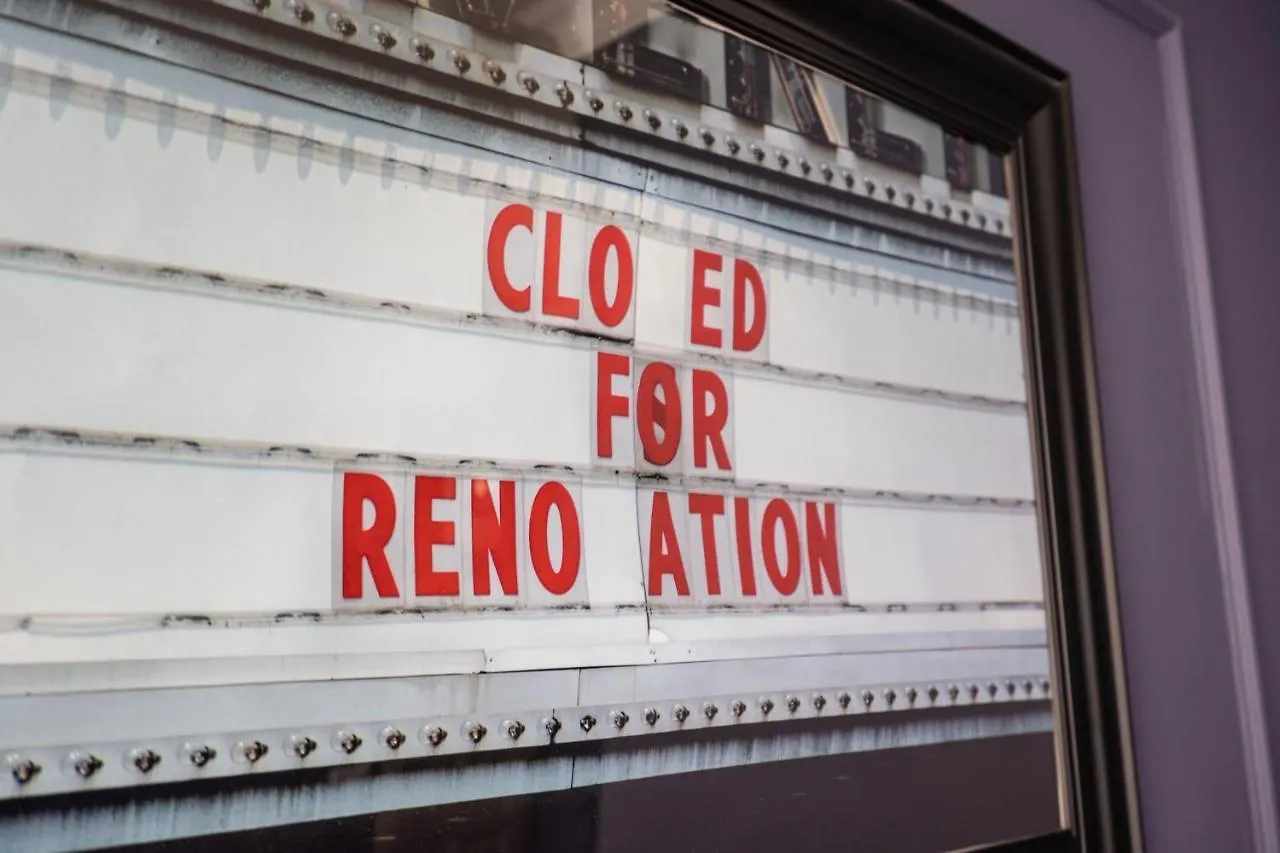 CLO ED
FOR
RENO ATION